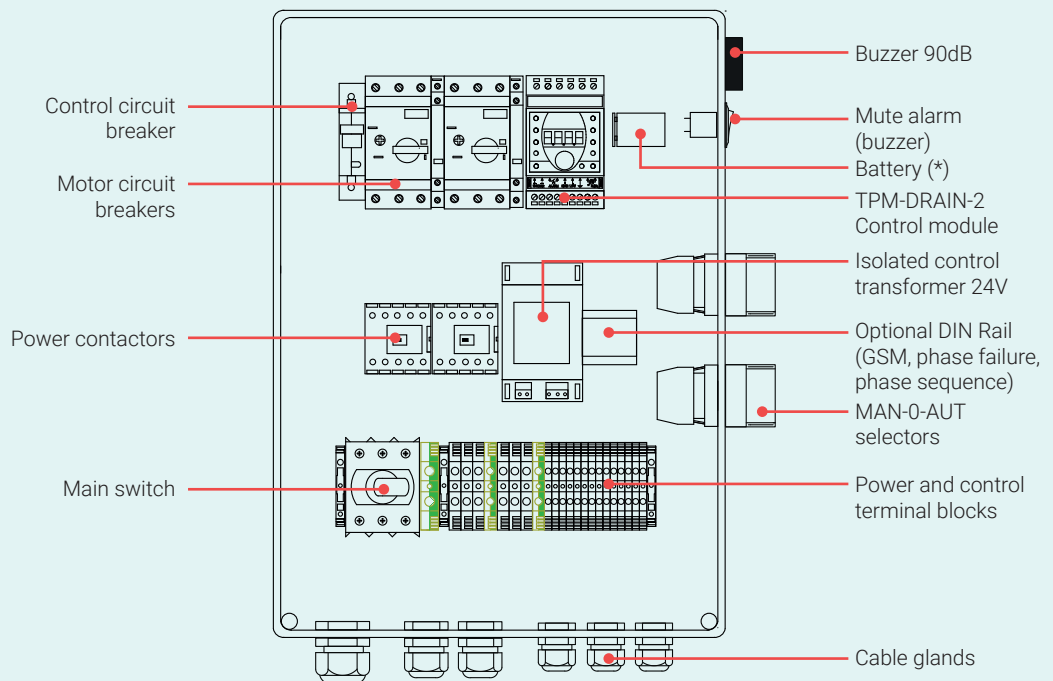 Buzzer 90dB
Control circuit
breaker
Mute alarm
(buzzer)
Battery (*)
Motor circuit
breakers
TPM-DRAIN-2
Control module
Isolated control
transformer 24V
Power contactors
Optional DIN Rail
(GSM, phase failure,
phase sequence)
MAN-0-AUT
selectors
Main switch
Power and control
terminal blocks
Cable glands